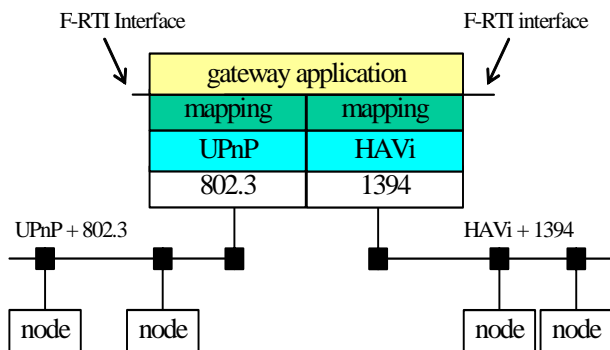 F-RTI Interface
F-RTI interface
gateway application
mapping
mapping
UPnP
HAVi
802.3
1394
UPnP + 802.3
HAVi + 1394
node
node
node
node